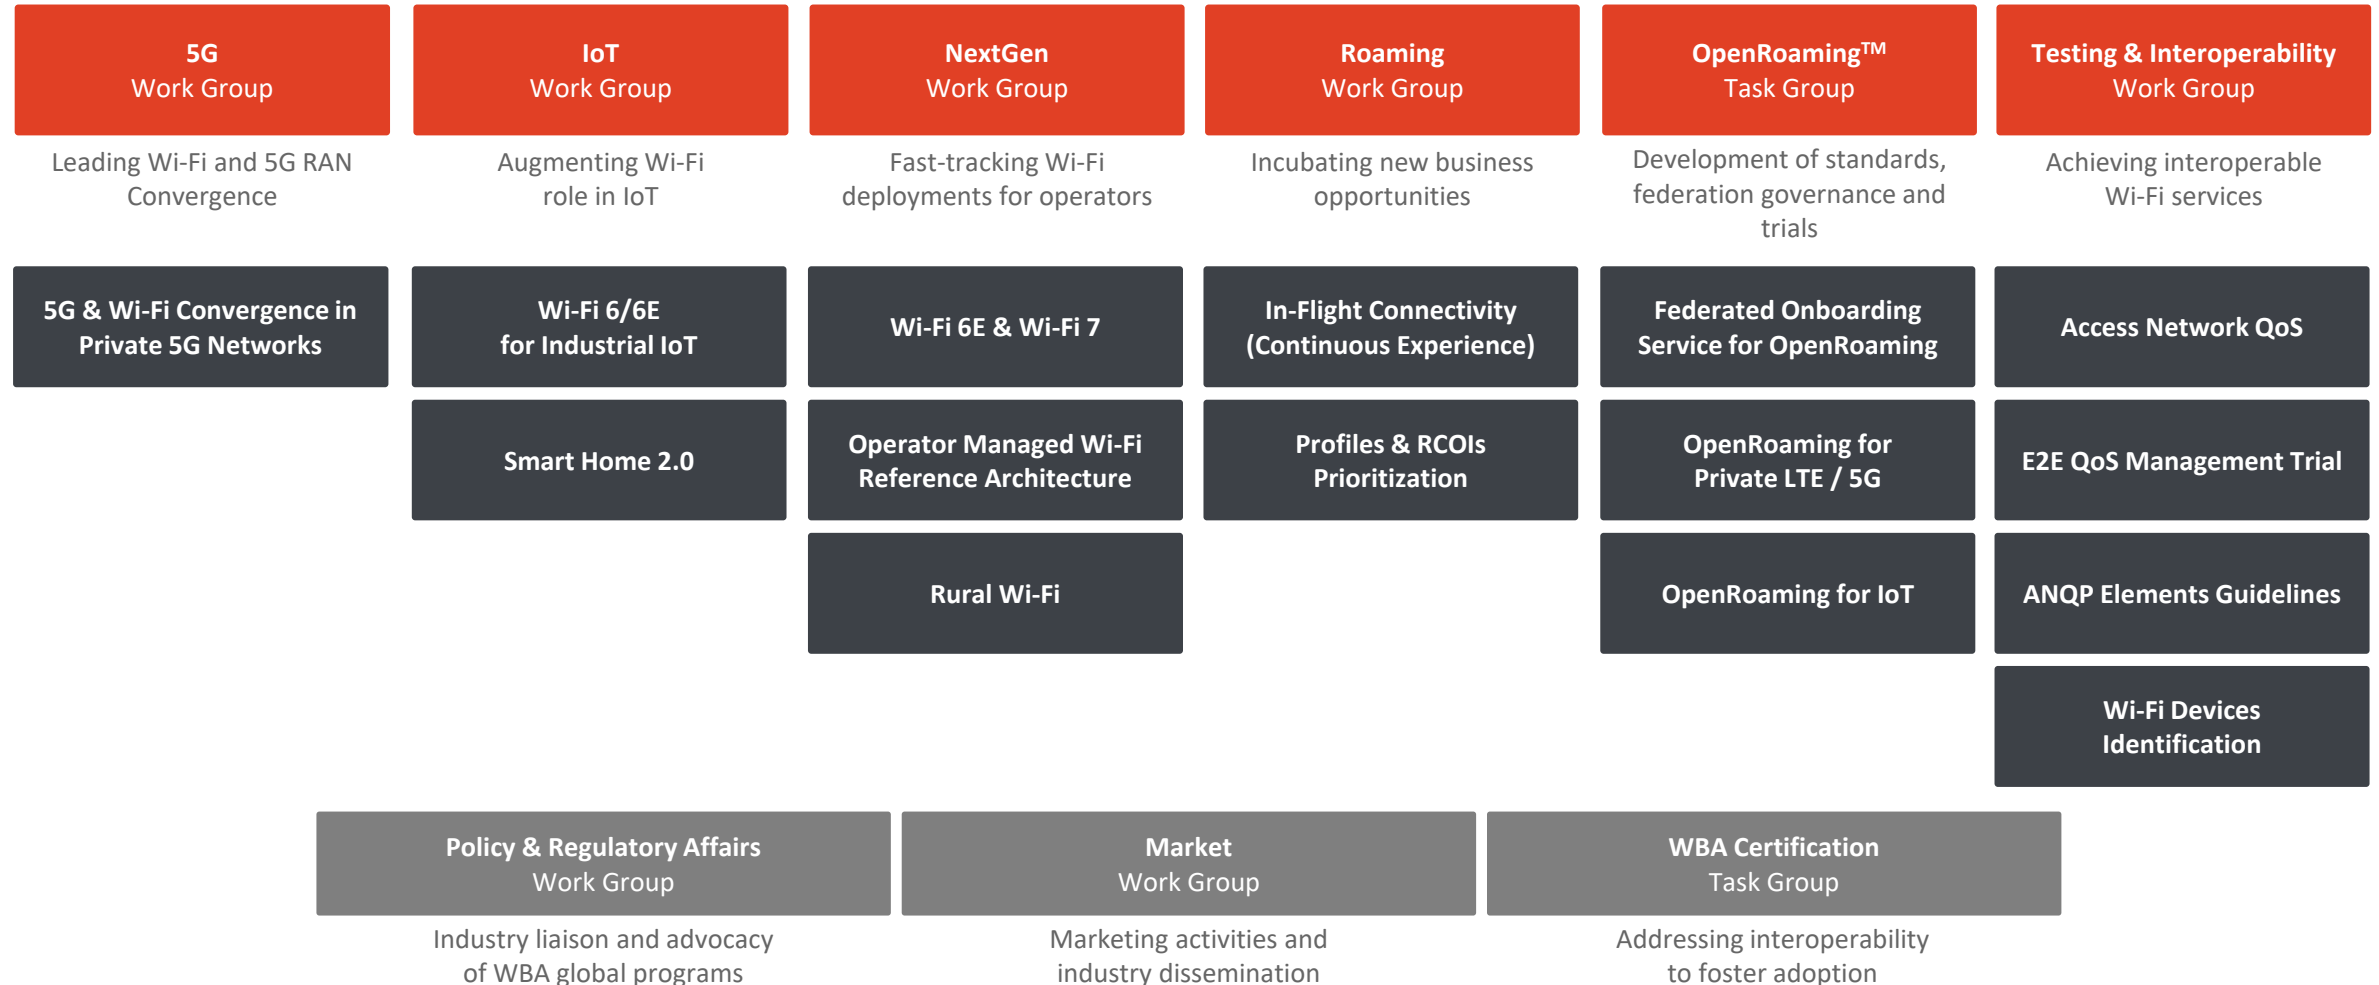 5G
Work Group
Leading Wi-Fi and 5G RAN
Convergence
5G & Wi-Fi Convergence in
Private 5G Networks
IoT
Work Group
Augmenting Wi-Fi
role in IoT
Wi-Fi 6/6E
for Industrial IoT
Smart Home 2.0
NextGen
Work Group
Fast-tracking Wi-Fi
deployments for operators
Wi-Fi 6E & Wi-Fi 7
Operator Managed Wi-Fi
Reference Architecture
Rural Wi-Fi
Roaming
Work Group
Incubating new business
opportunities
In-Flight Connectivity
(Continuous Experience)
Profiles & RCOIs
Prioritization
OpenRoaming™
Task Group
Development of standards,
federation governance and
trials
Federated Onboarding
Service for OpenRoaming
OpenRoaming for
Private LTE / 5G
OpenRoaming for IoT
Testing & Interoperability
Work Group
Achieving interoperable
Wi-Fi services
Access Network QoS
E2E QoS Management Trial
ANQP Elements Guidelines
Wi-Fi Devices
Identification
Policy & Regulatory Affairs
Work Group
Industry liaison and advocacy
of WBA global programs
Market
Work Group
Marketing activities and
industry dissemination
WBA Certification
Task Group
Addressing interoperability
to foster adoption